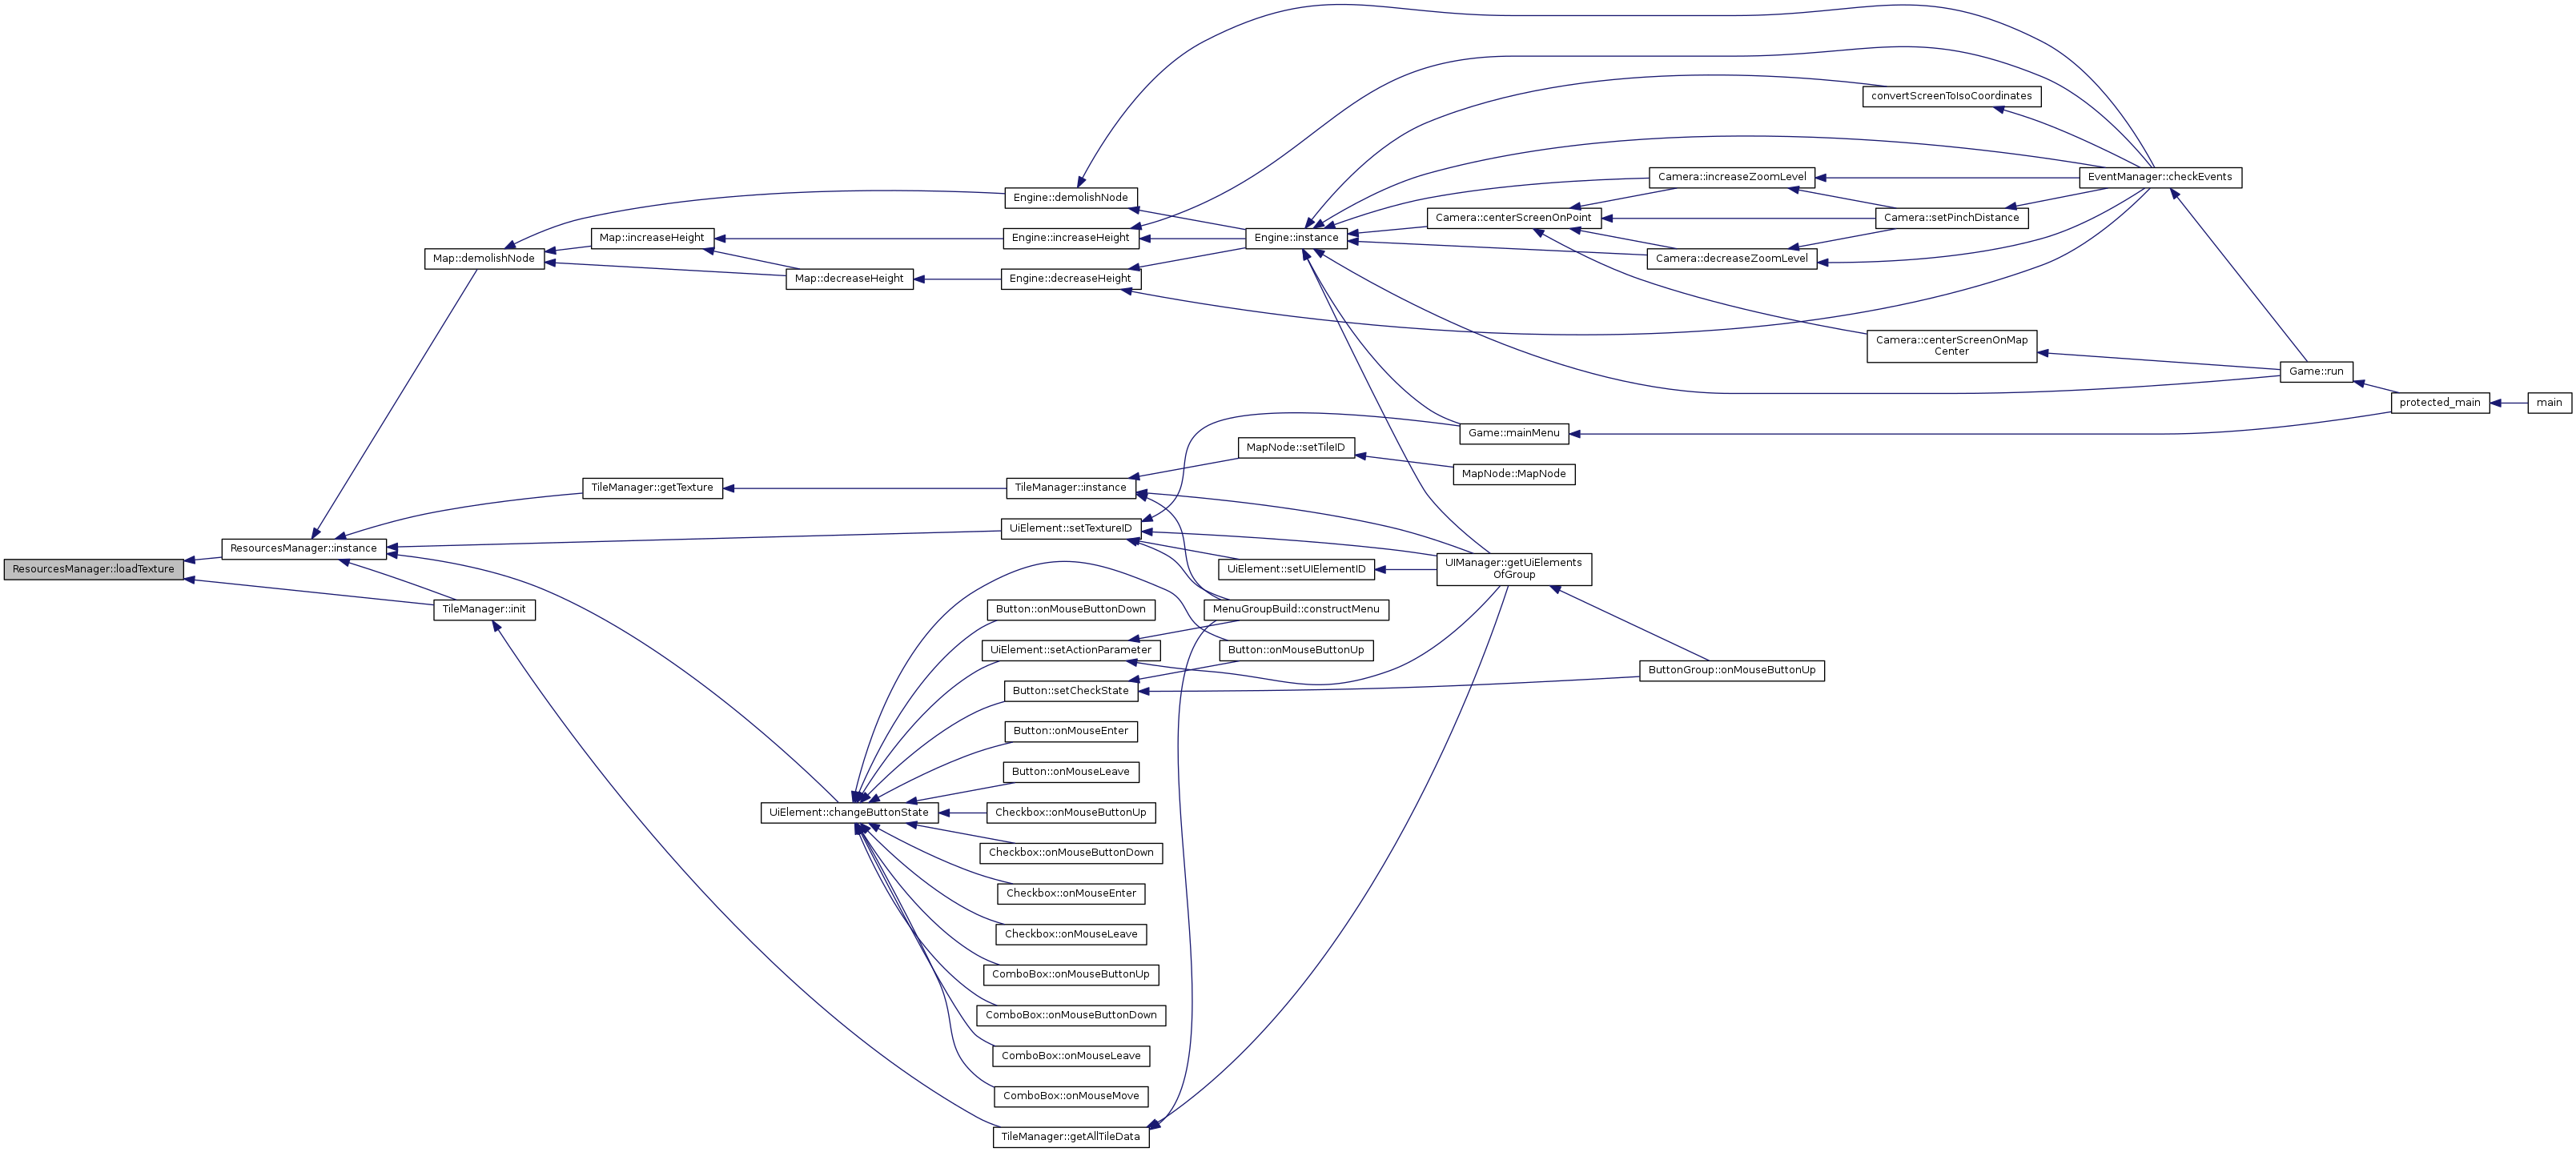 convertScreenToIsoCoordinates
Camera::increaseZoomLevel
EventManager::checkEvents
Engine::demolishNode
Camera::centerScreenOnPoint
Camera::setPinchDistance
Map::increaseHeight
Engine::increaseHeight
Engine::instance
Map::demolishNode
Camera::decreaseZoomLevel
Map::decreaseHeight
Engine::decreaseHeight
Camera::centerScreenOnMap
Center
Game::run
protected_main
main
Game::mainMenu
MapNode::setTileID
MapNode::MapNode
TileManager::getTexture
TileManager::instance
UiElement::setTextureID
ResourcesManager::instance
ResourcesManager::loadTexture
UiElement::setUIElementID
UIManager::getUiElements
OfGroup
TileManager::init
Button::onMouseButtonDown
MenuGroupBuild::constructMenu
UiElement::setActionParameter
Button::onMouseButtonUp
ButtonGroup::onMouseButtonUp
Button::setCheckState
Button::onMouseEnter
Button::onMouseLeave
UiElement::changeButtonState
Checkbox::onMouseButtonUp
Checkbox::onMouseButtonDown
Checkbox::onMouseEnter
Checkbox::onMouseLeave
ComboBox::onMouseButtonUp
ComboBox::onMouseButtonDown
ComboBox::onMouseLeave
ComboBox::onMouseMove
TileManager::getAllTileData